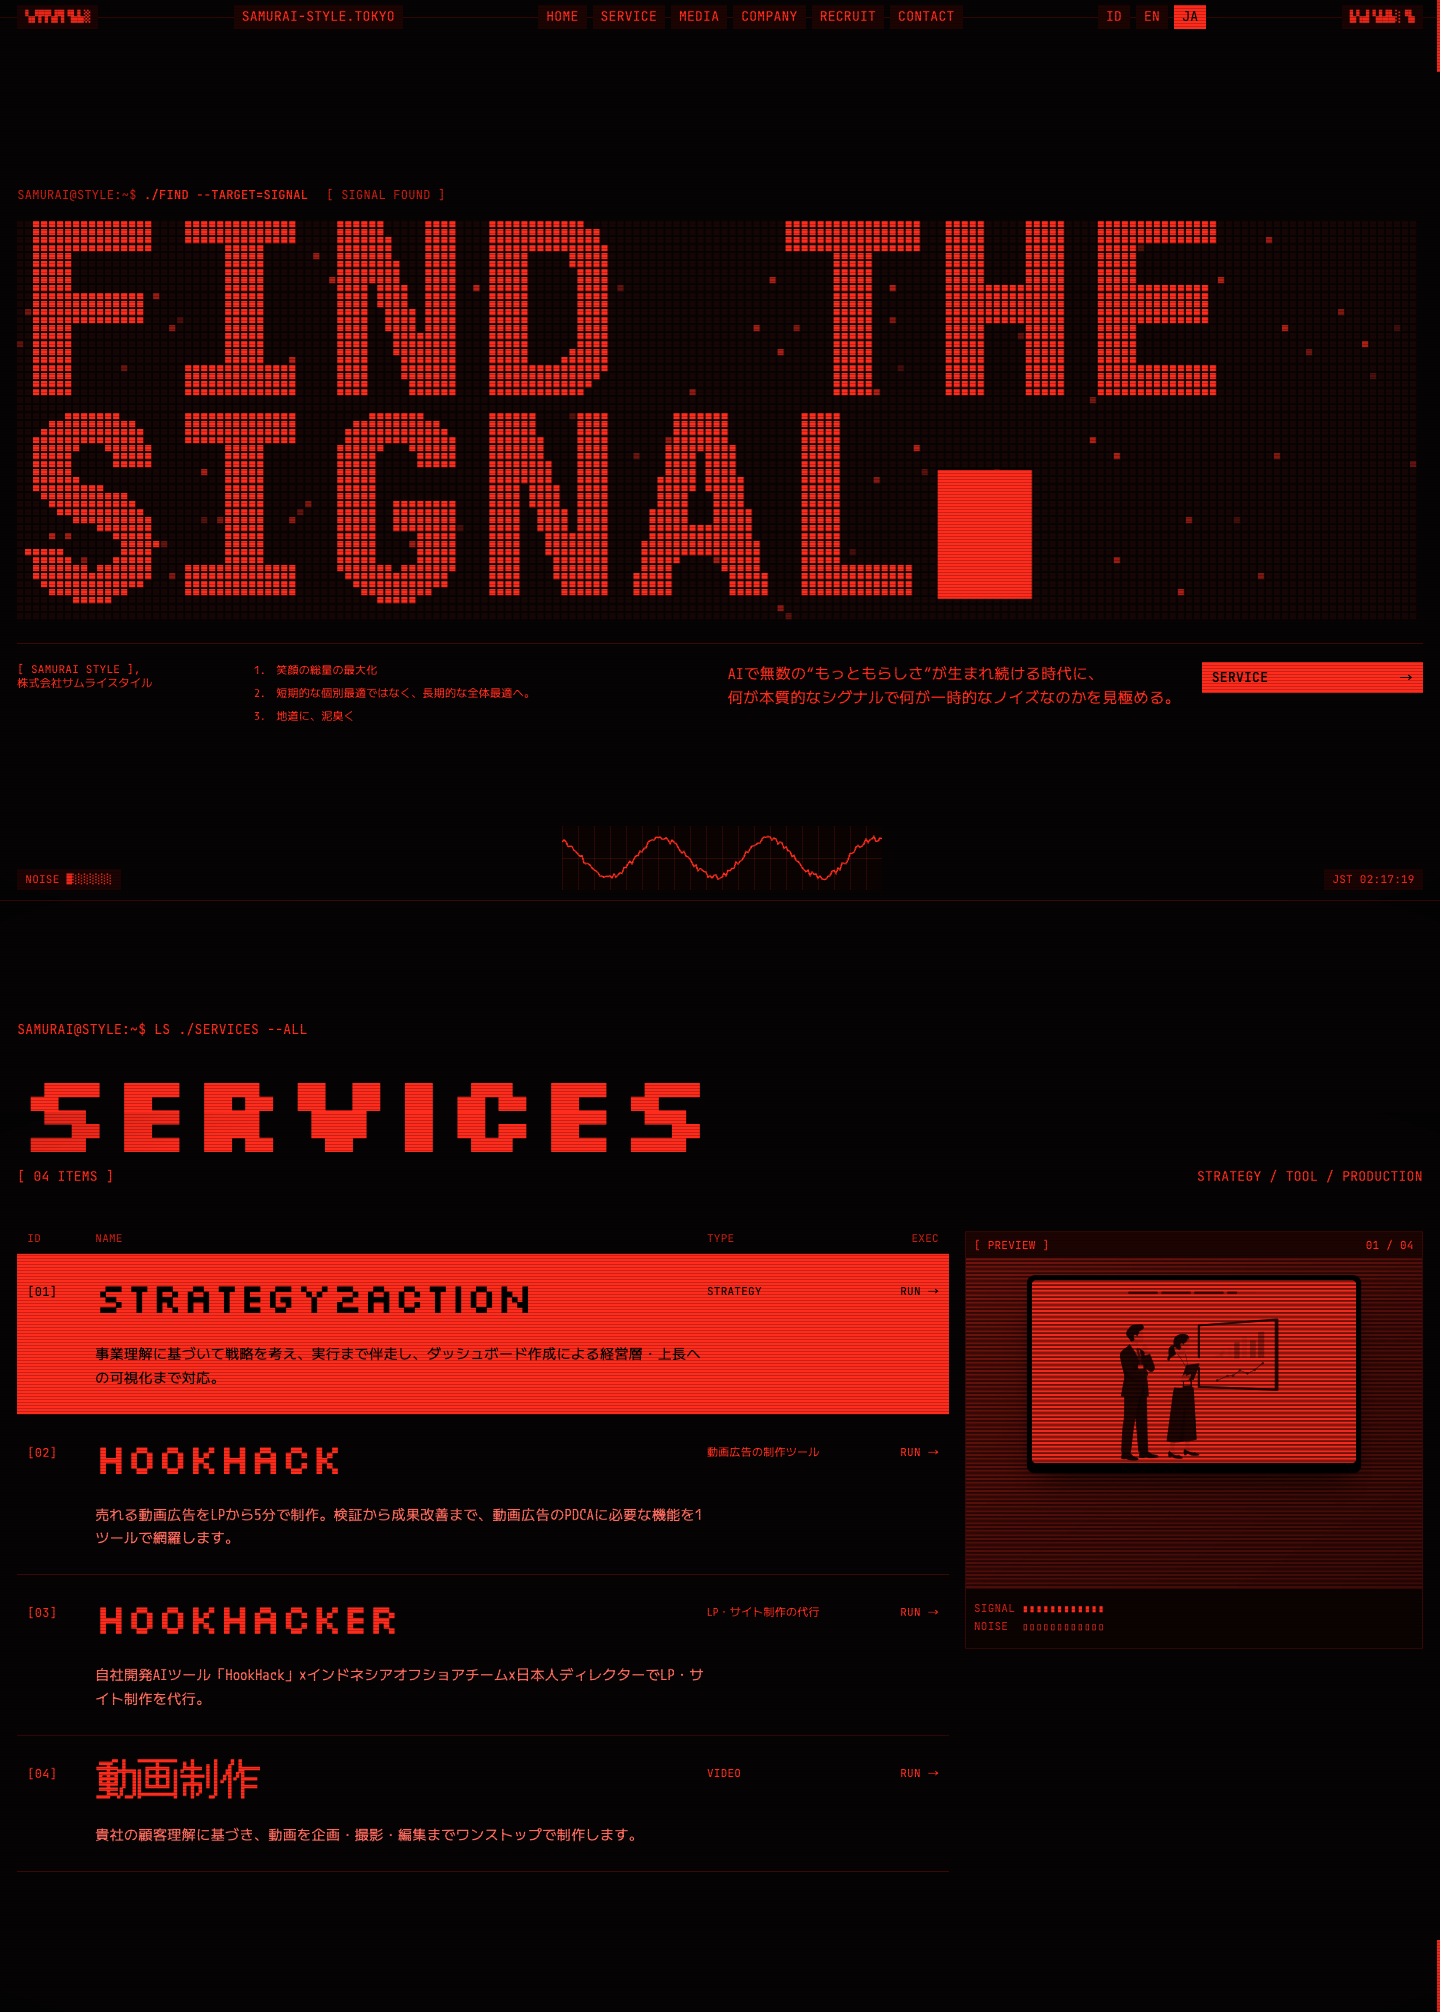 SAMURAI-STYLE.TOKYO
HOME SERVICE MEDIA COMPANY RECRUIT CONTACT
ID EN JA
SAMURAI@STYLE:~$ ./FIND --TARGET=SIGNAL [ SIGNAL FOUND ]
FIND THE
SIGNAL
[ SAMURAI STYLE ],
株式会社サムライスタイル
1. 笑顔の総量の最大化
2. 短期的な個別最適ではなく、長期的な全体最適へ。
3. 地道に、泥臭く
AIで無数の“もっともらしさ”が生まれ続ける時代に、
何が本質的なシグナルで何が一時的なノイズなのかを見極める。
SERVICE →
NOISE
JST 02:17:19
SAMURAI@STYLE:~$ LS ./SERVICES --ALL
SERVICES
[ 04 ITEMS ]
STRATEGY / TOOL / PRODUCTION
ID NAME TYPE EXEC
[01] STRATEGY2ACTION STRATEGY RUN →
事業理解に基づいて戦略を考え、実行まで伴走し、ダッシュボード作成による経営層・上長へ
の可視化まで対応。
[02] HOOKHACK 動画広告の制作ツール RUN →
売れる動画広告をLPから5分で制作。検証から成果改善まで、動画広告のPDCAに必要な機能を1
ツールで網羅します。
[03] HOOKHACKER LP・サイト制作の代行 RUN →
自社開発AIツール「HookHack」xインドネシアオフショアチームx日本人ディレクターでLP・サ
イト制作を代行。
[04] 動画制作 VIDEO RUN →
貴社の顧客理解に基づき、動画を企画・撮影・編集までワンストップで制作します。
[ PREVIEW ] 01 / 04
SIGNAL
NOISE